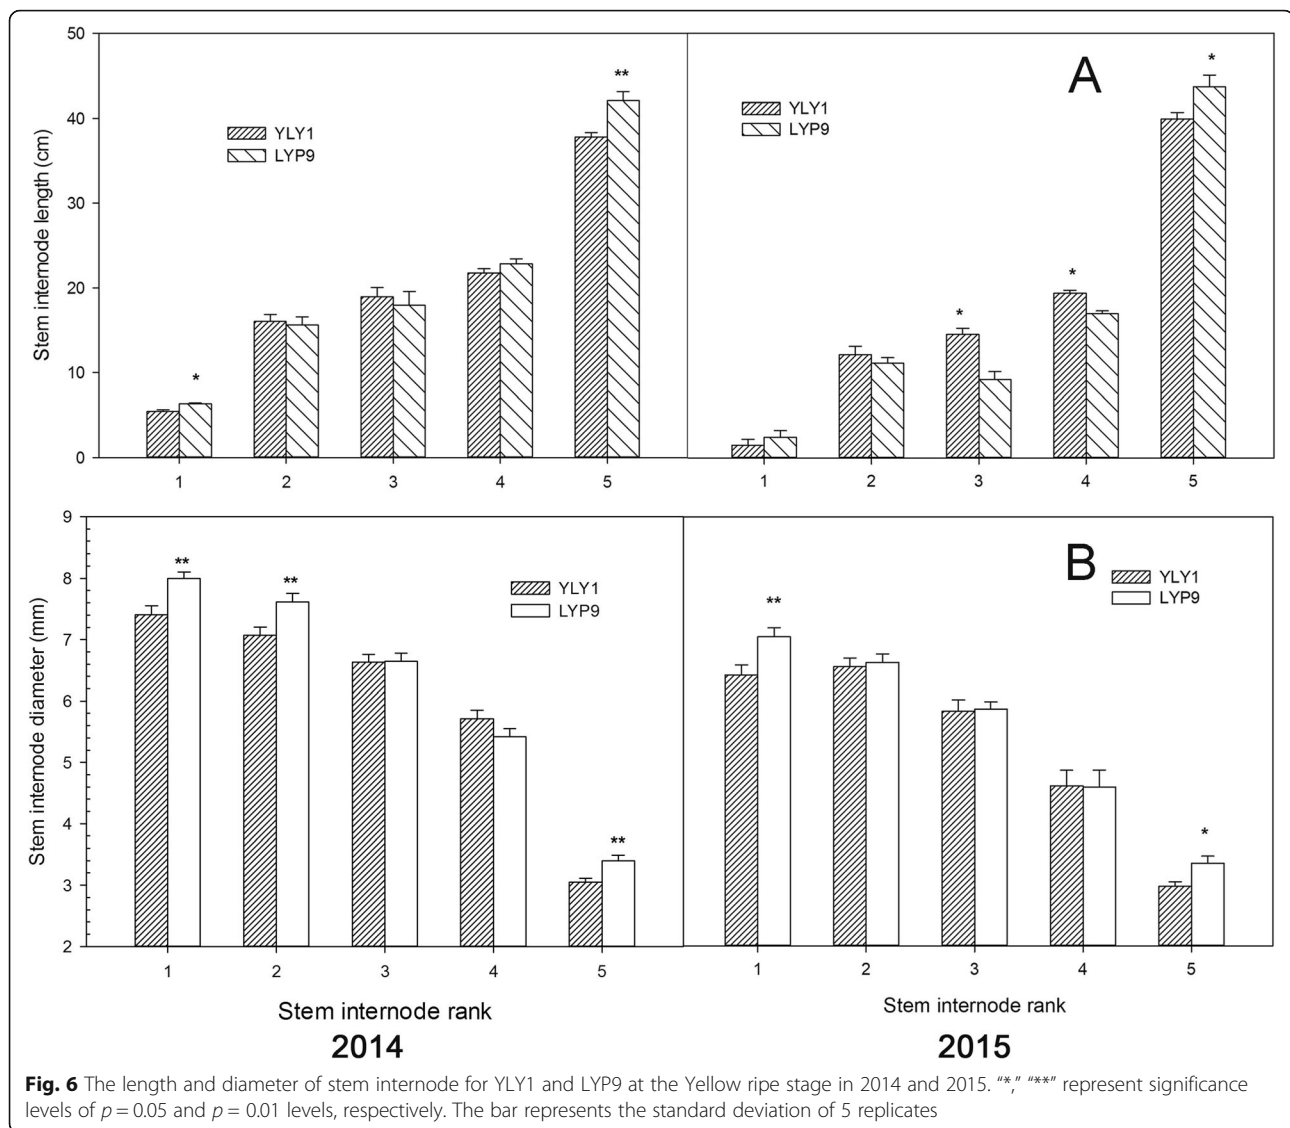 50
40
30
20
10
0
Stem internode length (cm)
YLY1
LYP9
*
**
1 2 3 4 5
A
YLY1
LYP9
*
*
*
1 2 3 4 5
9
8
7
6
5
4
3
2
Stem internode diameter (mm)
YLY1
LYP9
**
**
**
1 2 3 4 5
Stem internode rank
2014
B
YLY1
LYP9
**
*
1 2 3 4 5
Stem internode rank
2015
Fig. 6 The length and diameter of stem internode for YLY1 and LYP9 at the Yellow ripe stage in 2014 and 2015. “*,” “**” represent significance
levels of p = 0.05 and p = 0.01 levels, respectively. The bar represents the standard deviation of 5 replicates